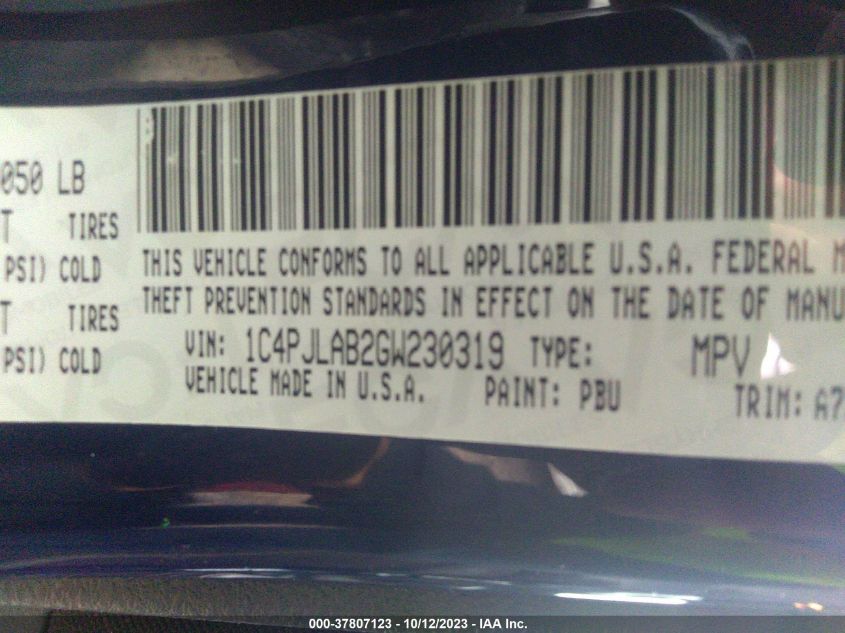 050 LB
T TIRES
PSI) COLD
T TIRES
PSI) COLD
THIS VEHICLE CONFORMS TO ALL APPLICABLE U.S.A. FEDERAL M
THEFT PREVENTION STANDARDS IN EFFECT ON THE DATE OF MANU
VIN: 1C4PJLAB2GW230319 TYPE: MPV
VEHICLE MADE IN U.S.A. PAINT: PBU TRIM: A7
000-37807123 - 10/12/2023 - IAA Inc.